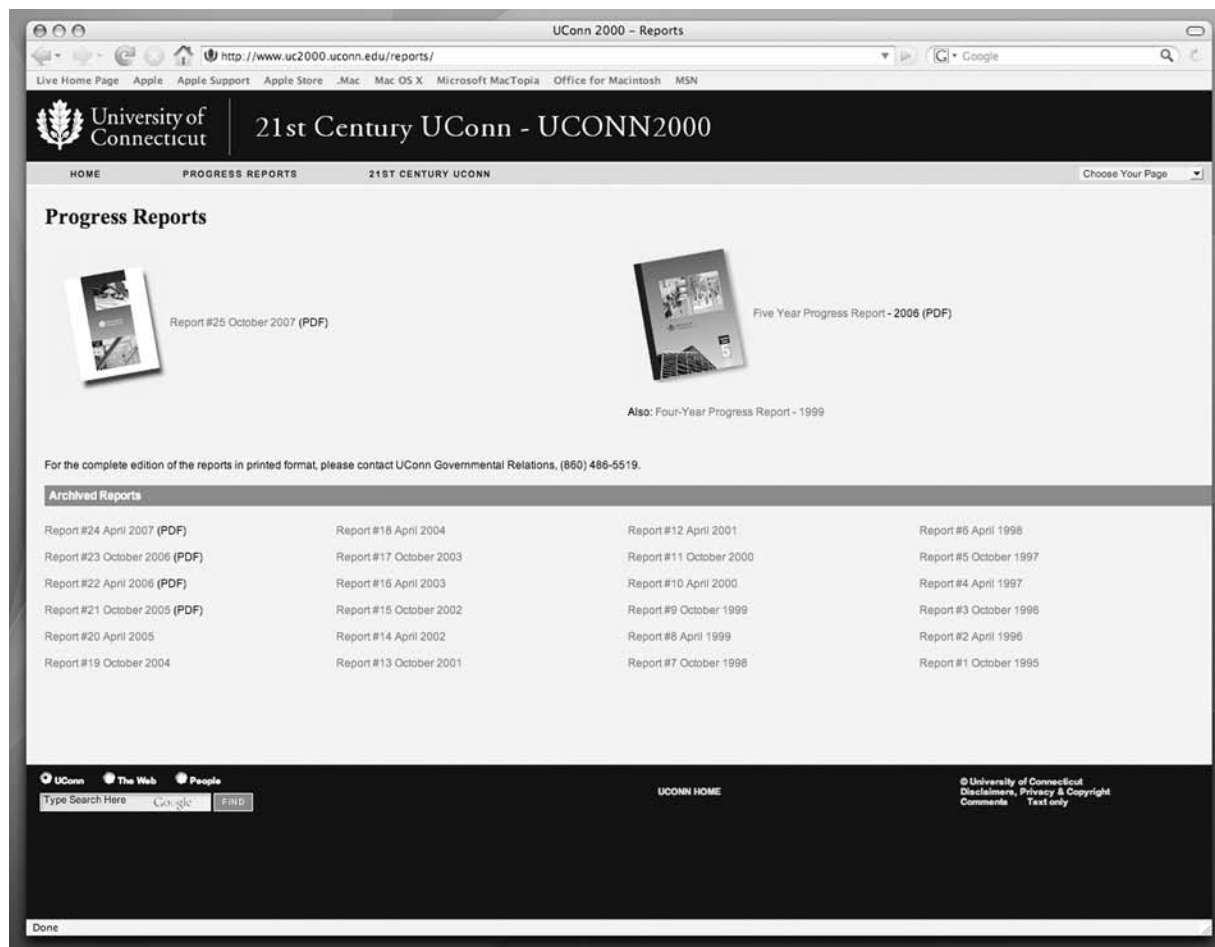 UConn 2000 – Reports
http://www.uc2000.uconn.edu/reports/
Google
Live Home Page Apple Apple Support Apple Store .Mac Mac OS X Microsoft MacTopia Office for Macintosh MSN
University of
Connecticut
21st Century UConn - UCONN2000
HOME PROGRESS REPORTS 21ST CENTURY UCONN Choose Your Page
Progress Reports
Report #25 October 2007 (PDF)
5
Five Year Progress Report - 2006 (PDF)
Also: Four-Year Progress Report - 1999
For the complete edition of the reports in printed format, please contact UConn Governmental Relations, (860) 486-5519.
Archived Reports
Report #24 April 2007 (PDF) Report #18 April 2004 Report #12 April 2001 Report #6 April 1998
Report #23 October 2006 (PDF) Report #17 October 2003 Report #11 October 2000 Report #5 October 1997
Report #22 April 2006 (PDF) Report #16 April 2003 Report #10 April 2000 Report #4 April 1997
Report #21 October 2005 (PDF) Report #15 October 2002 Report #9 October 1999 Report #3 October 1996
Report #20 April 2005 Report #14 April 2002 Report #8 April 1999 Report #2 April 1996
Report #19 October 2004 Report #13 October 2001 Report #7 October 1998 Report #1 October 1995
UConn The Web People
Type Search Here Google FIND
UCONN HOME
© University of Connecticut
Disclaimers, Privacy & Copyright
Comments Text only
Done